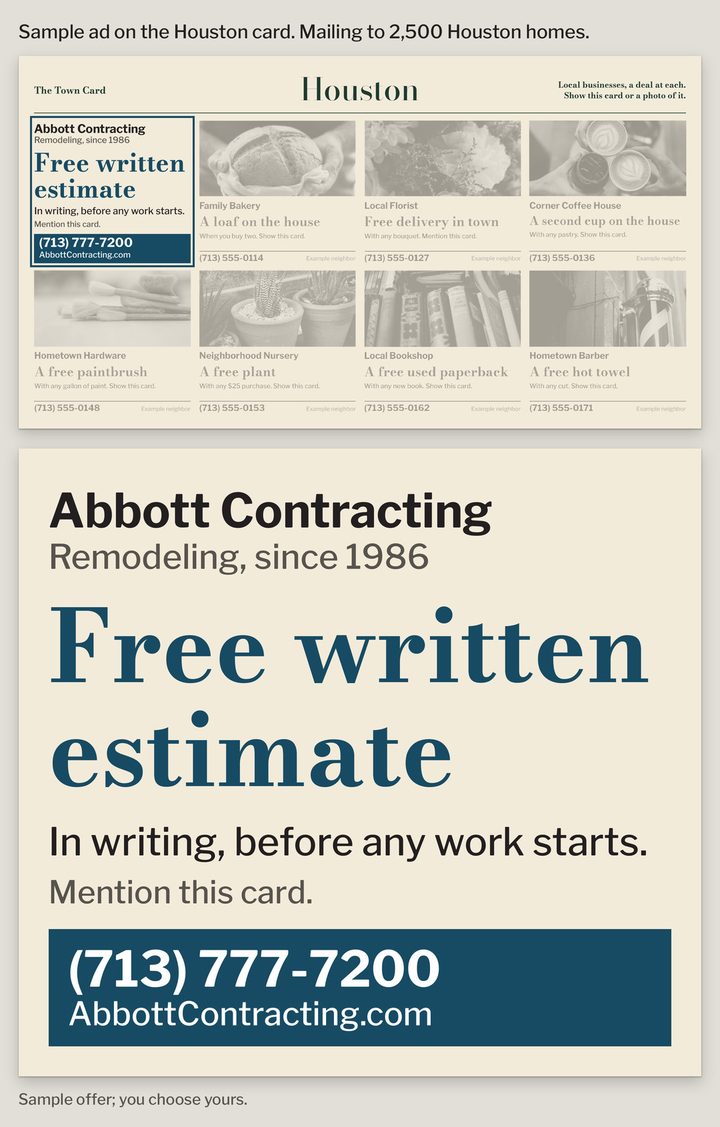 Sample ad on the Houston card. Mailing to 2,500 Houston homes.
The Town Card
Houston
Local businesses, a deal at each.
Show this card or a photo of it.
Abbott Contracting
Remodeling, since 1986
Free written
estimate
In writing, before any work starts.
Mention this card.
(713) 777-7200
AbbottContracting.com
Family Bakery
A loaf on the house
When you buy two. Show this card.
(713) 555-0114
Example neighbor
Local Florist
Free delivery in town
With any bouquet. Mention this card.
(713) 555-0127
Example neighbor
Corner Coffee House
A second cup on the house
With any pastry. Show this card.
(713) 555-0136
Example neighbor
Hometown Hardware
A free paintbrush
With any gallon of paint. Show this card.
(713) 555-0148
Example neighbor
Neighborhood Nursery
A free plant
With any $25 purchase. Show this card.
(713) 555-0153
Example neighbor
Local Bookshop
A free used paperback
With any new book. Show this card.
(713) 555-0162
Example neighbor
Hometown Barber
A free hot towel
With any cut. Show this card.
(713) 555-0171
Example neighbor
Abbott Contracting
Remodeling, since 1986
Free written
estimate
In writing, before any work starts.
Mention this card.
(713) 777-7200
AbbottContracting.com
Sample offer; you choose yours.